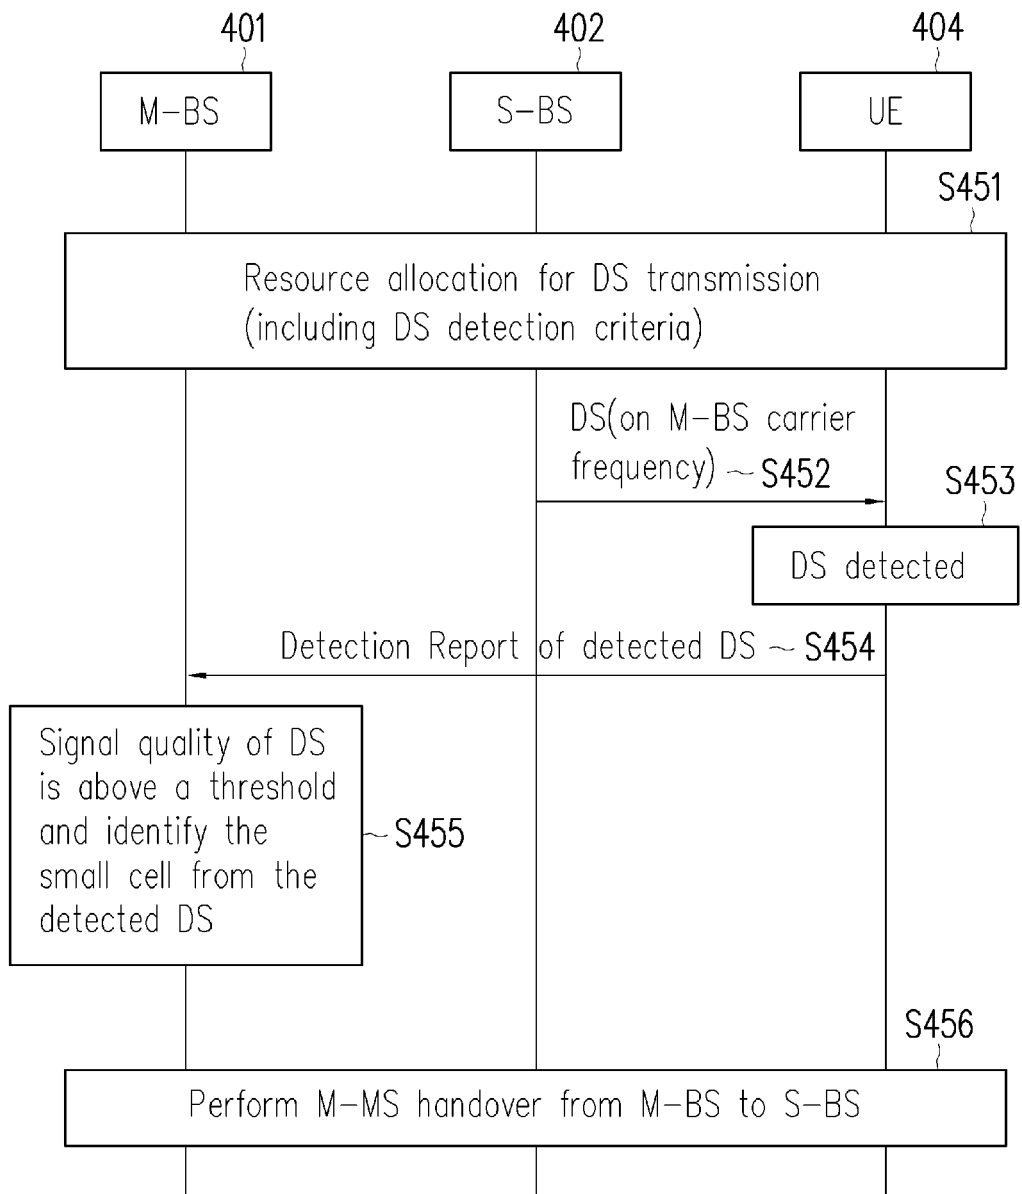 401
402
404
M-BS
S-BS
UE
S451
Resource allocation for DS transmission
(including DS detection criteria)
DS(on M-BS carrier
frequency) ~ S452
S453
DS detected
Detection Report of detected DS ~ S454
Signal quality of DS
is above a threshold
and identify the
small cell from the
detected DS
S455
S456
Perform M-MS handover from M-BS to S-BS